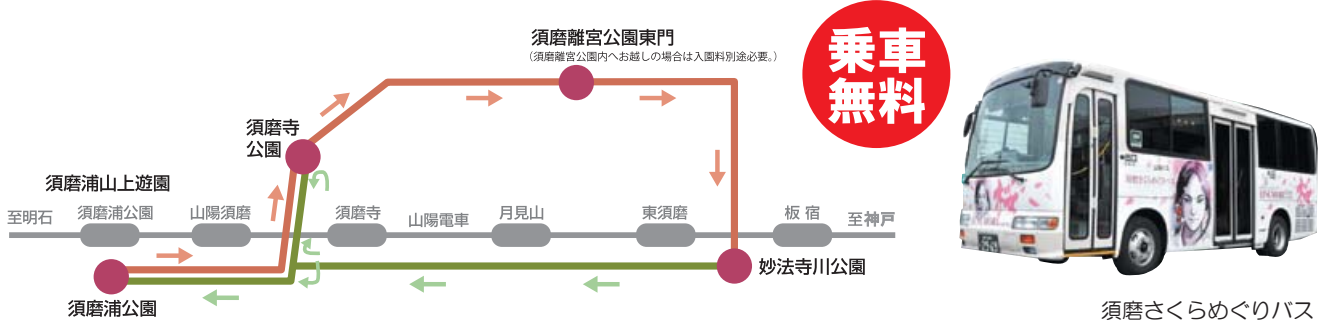 須磨離宮公園東門
(須磨離宮公園内へお越しの場合は入園料別途必要。)
乗車
無料
須磨寺
公園
須磨浦山上遊園
至明石
須磨浦公園
山陽須磨
須磨寺
山陽電車
月見山
東須磨
板宿
至神戸
妙法寺川公園
須磨浦公園
須磨さくらめぐりバス